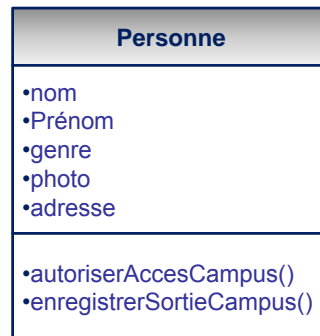 Personne
•nom
•Prénom
•genre
•photo
•adresse
•autoriserAccesCampus()
•enregistrerSortieCampus()